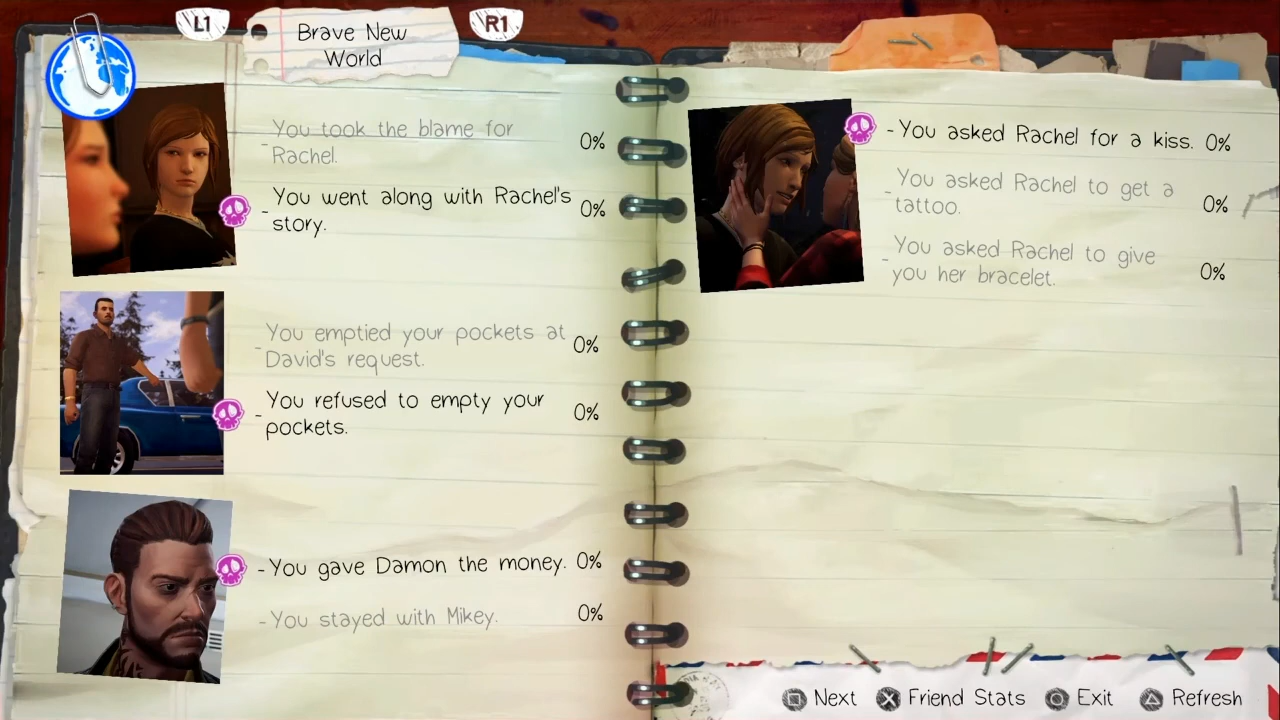 L1
Brave New
World
R1
-You took the blame for
Rachel.
0%
-You went along with Rachel's
story.
0%
-You emptied your pockets at
David's request.
0%
-You refused to empty your
pockets.
0%
-You gave Damon the money. 0%
-You stayed with Mikey. 0%
-You asked Rachel for a kiss. 0%
-You asked Rachel to get a
tattoo.
0%
-You asked Rachel to give
you her bracelet.
0%
Next Friend Stats Exit Refresh